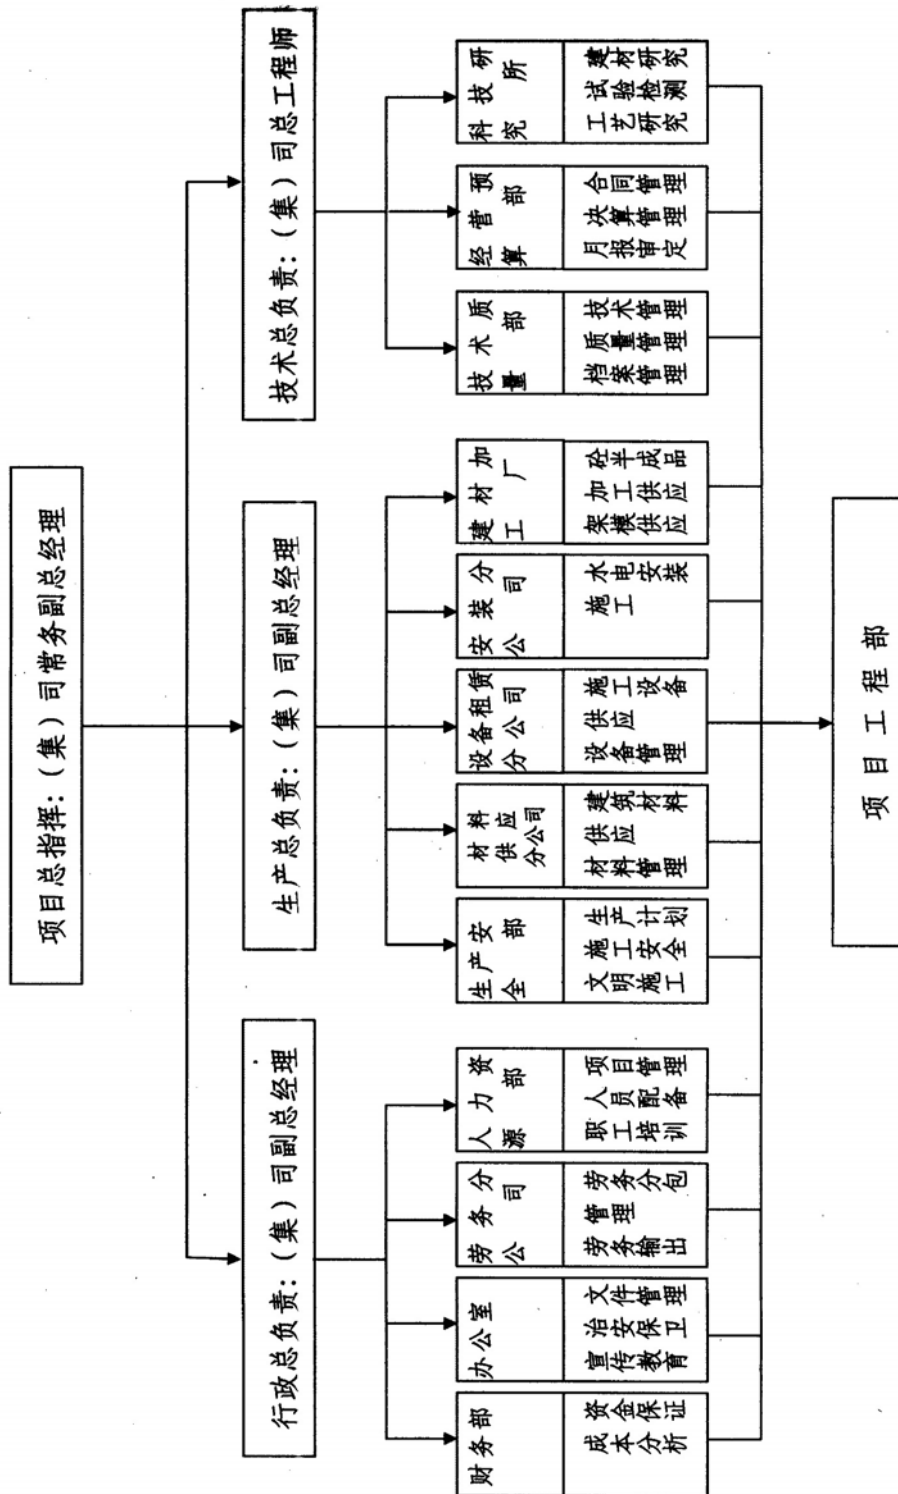 项目总指挥：（集）司常务副总经理
行政总负责：（集）司副总经理
生产总负责：（集）司副总经理
技术总负责：（集）司总工程师
财务部
办公室
劳务分
公司
人力资
源部
生产安
全部
材料
供应
分公司
设备租赁
分公司
安装分
公司
建材加
工厂
技术质
量部
经营预
算部
科技研
究所
资金保证
成本分析
文件管理
治安保卫
宣传教育
劳务分包
管理
劳务输出
项目管理
人员配备
职工培训
生产计划
施工安全
文明施工
建筑材料
供应
材料管理
施工设备
供应
设备管理
水电安装
施工
砼半成品
加工供应
架模供应
技术管理
质量管理
档案管理
合同管理
决算管理
月报审定
建材研究
试验检测
工艺研究
项目工程部